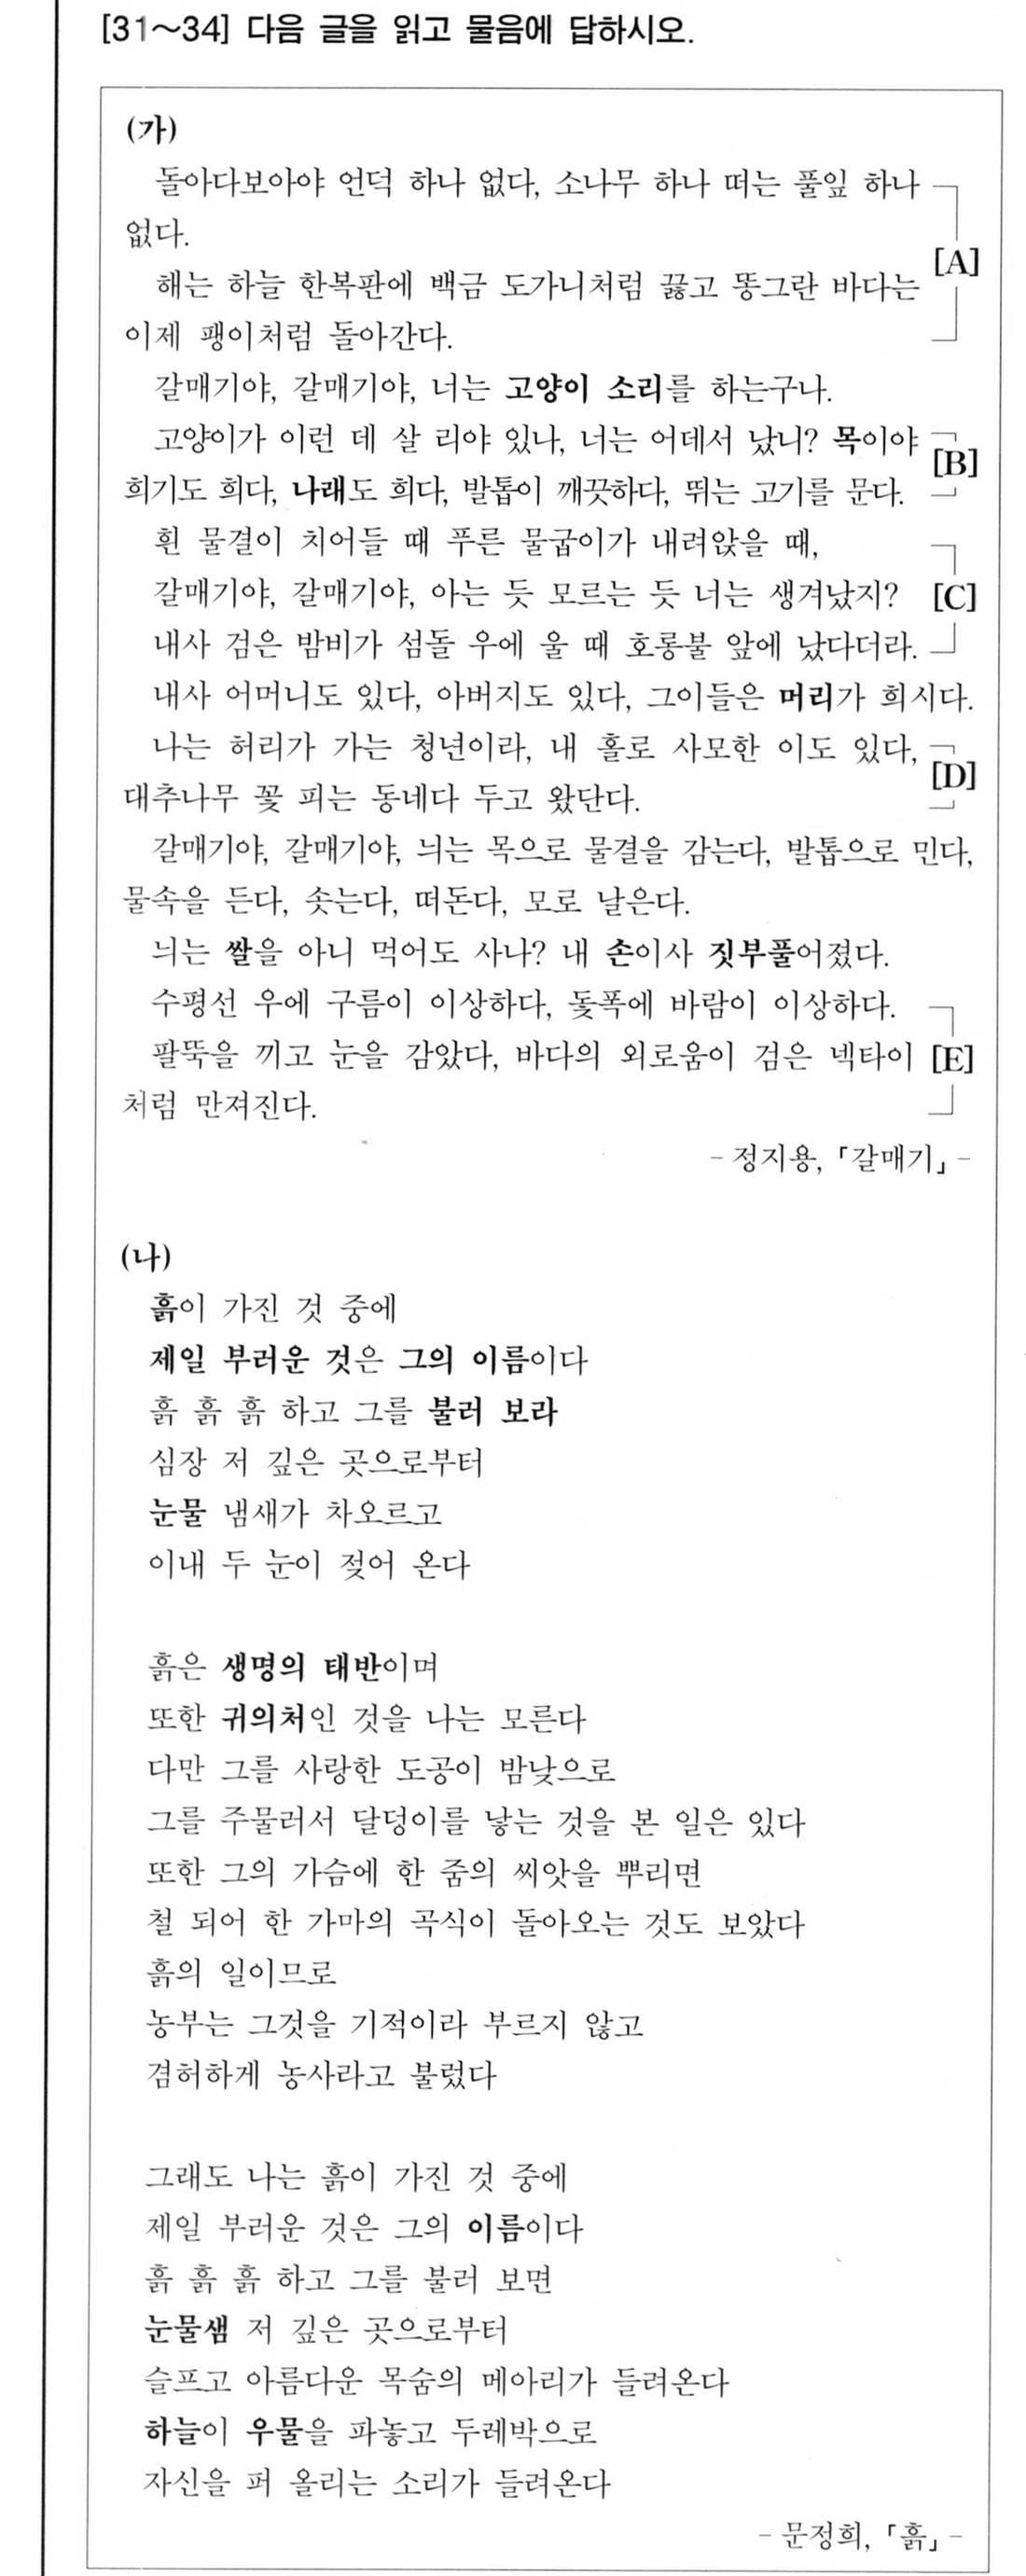 [31~34] 다음 글을 읽고 물음에 답하시오.
(가)
돌아다보아야 언덕 하나 없다, 소나무 하나 떠는 풀잎 하나
없다.
[A]
해는 하늘 한복판에 백금 도가니처럼 끓고 똥그란 바다는
이제 팽이처럼 돌아간다.
갈매기야, 갈매기야, 너는 고양이 소리를 하는구나.
고양이가 이런 데 살 리야 있나, 너는 어데서 났니? 목이야
[B]
희기도 희다, 나래도 희다, 발톱이 깨끗하다, 뛰는 고기를 문다.
흰 물결이 치어들 때 푸른 물굽이가 내려앉을 때,
갈매기야, 갈매기야, 아는 듯 모르는 듯 너는 생겨났지? [C]
내사 검은 밤비가 섬돌 우에 울 때 호롱불 앞에 났다더라.
내사 어머니도 있다, 아버지도 있다, 그이들은 머리가 희시다.
나는 허리가 가는 청년이라, 내 홀로 사모한 이도 있다,
[D]
대추나무 꽃 피는 동네다 두고 왔단다.
갈매기야, 갈매기야, 늬는 목으로 물결을 감는다, 발톱으로 민다,
물속을 든다, 솟는다, 떠돈다, 모로 날은다.
늬는 쌀을 아니 먹어도 사나? 내 손이사 짓부풀어졌다.
수평선 우에 구름이 이상하다, 돛폭에 바람이 이상하다.
팔뚝을 끼고 눈을 감았다, 바다의 외로움이 검은 넥타이 [E]
처럼 만져진다.
- 정지용, 「갈매기」 -
(나)
흙이 가진 것 중에
제일 부러운 것은 그의 이름이다
흙 흙 흙 하고 그를 불러 보라
심장 저 깊은 곳으로부터
눈물 냄새가 차오르고
이내 두 눈이 젖어 온다
흙은 생명의 태반이며
또한 귀의처인 것을 나는 모른다
다만 그를 사랑한 도공이 밤낮으로
그를 주물러서 달덩이를 낳는 것을 본 일은 있다
또한 그의 가슴에 한 줌의 씨앗을 뿌리면
철 되어 한 가마의 곡식이 돌아오는 것도 보았다
흙의 일이므로
농부는 그것을 기적이라 부르지 않고
겸허하게 농사라고 불렀다
그래도 나는 흙이 가진 것 중에
제일 부러운 것은 그의 이름이다
흙 흙 흙 하고 그를 불러 보면
눈물샘 저 깊은 곳으로부터
슬프고 아름다운 목숨의 메아리가 들려온다
하늘이 우물을 파놓고 두레박으로
자신을 퍼 올리는 소리가 들려온다
- 문정희, 「흙」 -